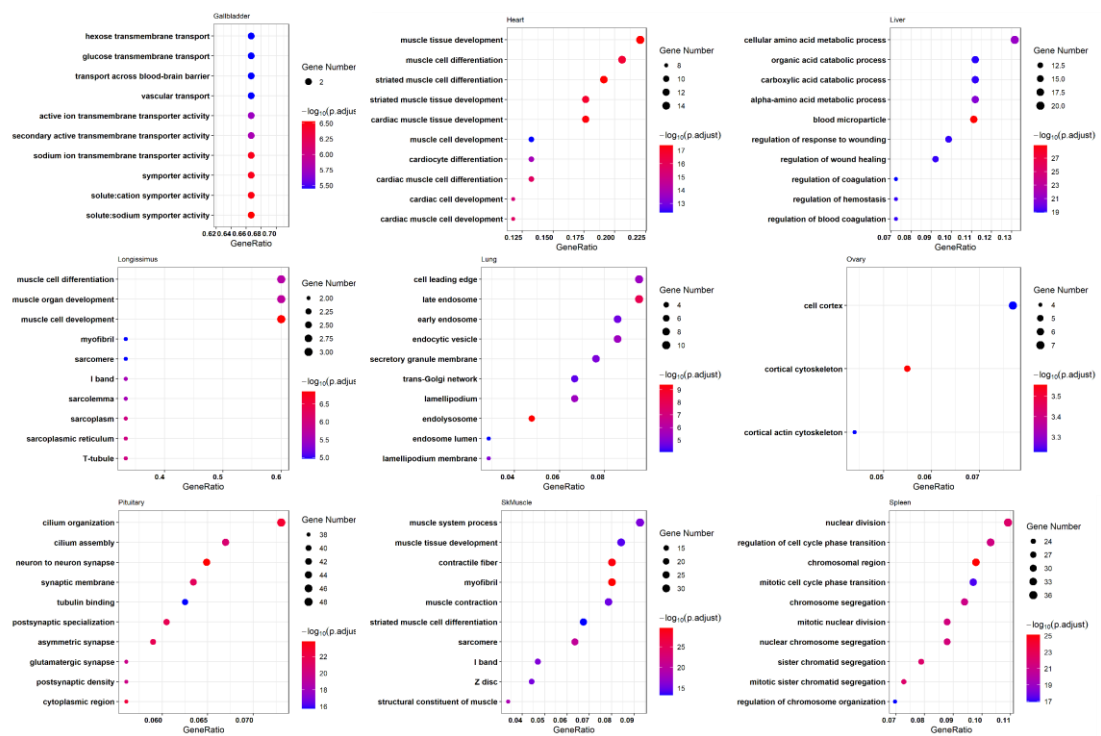 Gallbladder
hexose transmembrane transport
glucose transmembrane transport
transport across blood-brain barrier
vascular transport
active ion transmembrane transporter activity
secondary active transmembrane transporter activity
sodium ion transmembrane transporter activity
symporter activity
solute:cation symporter activity
solute:sodium symporter activity
0.62 0.64 0.66 0.68 0.70
GeneRatio
Gene Number
2
−log10(p.adjust)
6.50
6.25
6.00
5.75
5.50
Heart
muscle tissue development
muscle cell differentiation
striated muscle tissue development
striated muscle tissue development
cardiac muscle tissue development
muscle cell development
cardiocyte differentiation
cardiac muscle cell differentiation
cardiac cell development
cardiac muscle cell development
0.125 0.150 0.175 0.200 0.225
GeneRatio
Gene Number
8
10
12
14
−log10(p.adjust)
17
16
15
14
13
Liver
cellular amino acid metabolic process
organic acid catabolic process
carboxylic acid catabolic process
alpha-amino acid metabolic process
blood microparticle
regulation of response to wounding
regulation of wound healing
regulation of coagulation
regulation of hemostasis
regulation of blood coagulation
0.07 0.08 0.09 0.10 0.11 0.12 0.13
GeneRatio
Gene Number
12.5
15.0
17.5
20.0
−log10(p.adjust)
27
25
23
21
19
Longissimus
muscle cell differentiation
muscle organ development
muscle cell development
myofibril
sarcomere
I band
sarcolemma
sarcoplasm
sarcoplasmic reticulum
T-tubule
0.4 0.5 0.6
GeneRatio
Gene Number
2.00
2.25
2.50
2.75
3.00
−log10(p.adjust
6.5
6.0
5.5
5.0
Lung
cell leading edge
late endosome
early endosome
endocytic vesicle
secretory granule membrane
trans-Golgi network
lamellipodium
endolysosome
endosome lumen
lamellipodium membrane
0.04 0.06 0.08
GeneRatio
Gene Number
4
6
8
10
−log10(p.adjust)
9
8
7
6
5
Ovary
cell cortex
cortical cytoskeleton
cortical actin cytoskeleton
0.05 0.06 0.07
GeneRatio
Gene Number
4
5
6
7
−log10(p.adjust)
3.5
3.4
3.3
Pituitary
cilium organization
cilium assembly
neuron to neuron synapse
synaptic membrane
tubulin binding
postsynaptic specialization
asymmetric synapse
glutamatergic synapse
postsynaptic density
cytoplasmic region
0.060 0.065 0.070
GeneRatio
Gene Number
38
40
42
44
46
48
−log10(p.adjust
22
20
18
16
SkMuscle
muscle system process
muscle tissue development
contractile fiber
myofibril
muscle contraction
striated muscle cell differentiation
sarcomere
I band
Z disc
structural constituent of muscle
0.04 0.05 0.06 0.07 0.08 0.09
GeneRatio
Gene Number
15
20
25
30
−log10(p.adjust)
25
20
15
Spleen
nuclear division
regulation of cell cycle phase transition
chromosomal region
mitotic cell cycle phase transition
chromosome segregation
mitotic nuclear division
nuclear chromosome segregation
sister chromatid segregation
mitotic sister chromatid segregation
regulation of chromosome organization
0.07 0.08 0.09 0.10 0.11
GeneRatio
Gene Number
24
27
30
33
36
−log10(p.adjust)
25
23
21
19
17